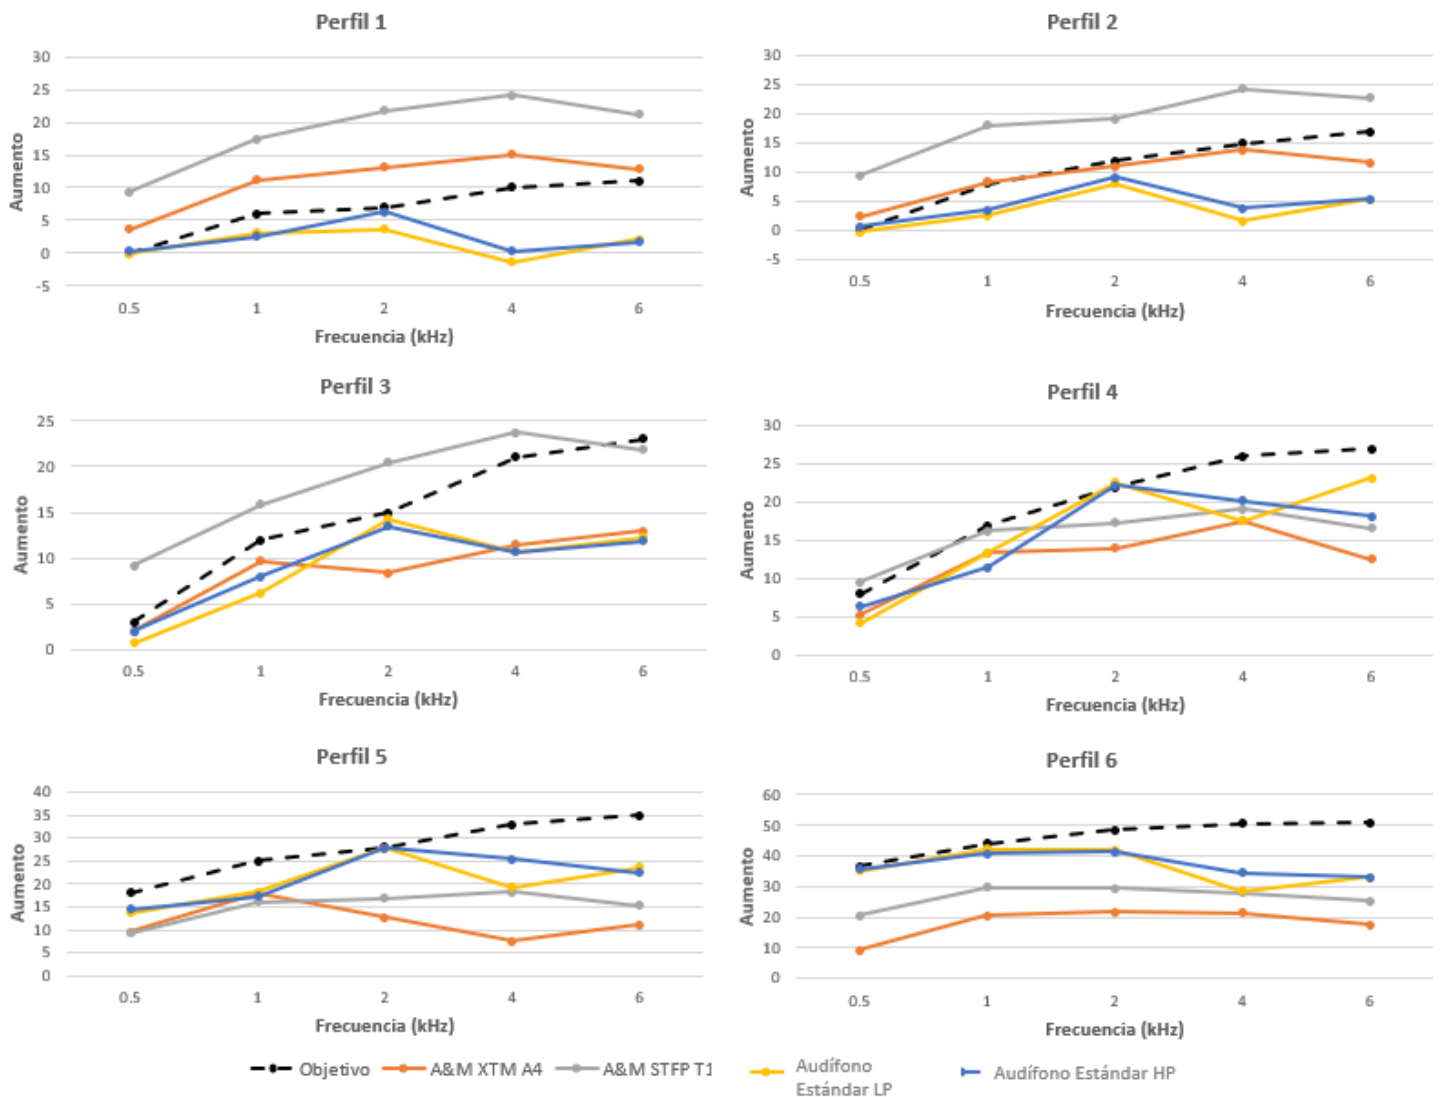 Perfil 1
30
25
20
15
10
5
0
-5
Aumento
0.5 1 2 4 6
Frecuencia (kHz)
Perfil 2
30
25
20
15
10
5
0
-5
Aumento
0.5 1 2 4 6
Frecuencia (kHz)
Perfil 3
25
20
15
10
5
0
Aumento
0.5 1 2 4 6
Frecuencia (kHz)
Perfil 4
30
25
20
15
10
5
0
Aumento
0.5 1 2 4 6
Frecuencia (kHz)
Perfil 5
40
35
30
25
20
15
10
5
0
Aumento
0.5 1 2 4 6
Frecuencia (kHz)
Perfil 6
60
50
40
30
20
10
0
Aumento
0.5 1 2 4 6
Frecuencia (kHz)
Objetivo
A&M XTM A4
A&M STFP T1
Audífono
Estándar LP
Audífono Estándar HP